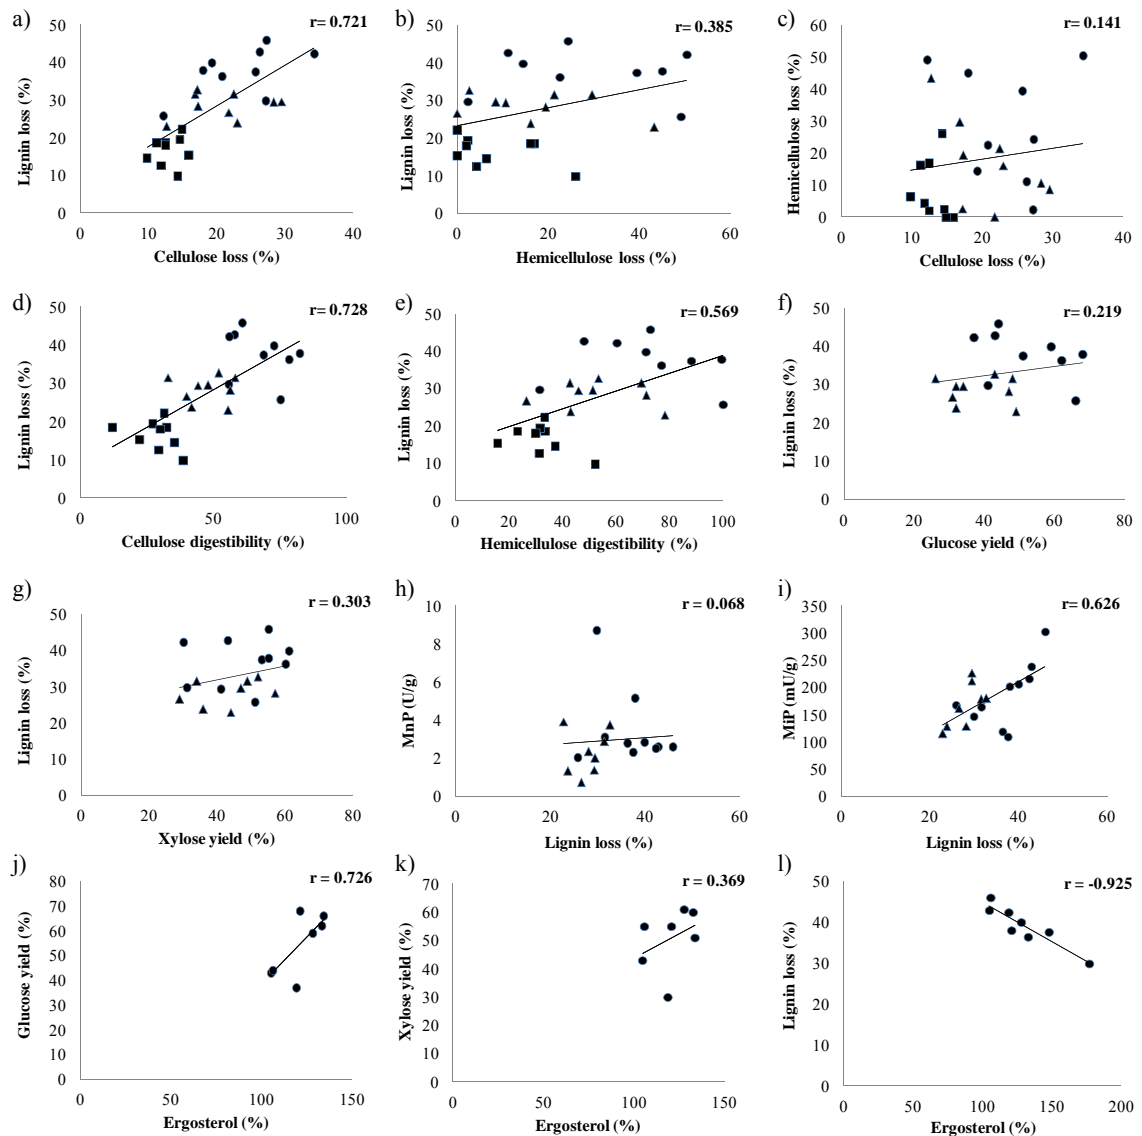 a)
r= 0.721
Lignin loss (%)
50
40
30
20
10
0
0 10 20 30 40
Cellulose loss (%)
b)
r= 0.385
Lignin loss (%)
50
40
30
20
10
0
0 20 40 60
Hemicellulose loss (%)
c)
r= 0.141
Hemicellulose loss (%)
60
50
40
30
20
10
0
0 10 20 30 40
Cellulose loss (%)
d)
r= 0.728
Lignin loss (%)
50
40
30
20
10
0
0 50 100
Cellulose digestibility (%)
e)
r= 0.569
Lignin loss (%)
50
40
30
20
10
0
0 20 40 60 80 100
Hemicellulose digestibility (%)
f)
r= 0.219
Lignin loss (%)
50
40
30
20
10
0
0 20 40 60 80
Glucose yield (%)
g)
r = 0.303
Lignin loss (%)
50
40
30
20
10
0
0 20 40 60 80
Xylose yield (%)
h)
r = 0.068
MnP (U/g)
10
8
6
4
2
0
0 20 40 60
Lignin loss (%)
i)
r= 0.626
MiP (mU/g)
350
300
250
200
150
100
50
0
0 20 40 60
Lignin loss (%)
j)
r = 0.726
Glucose yield (%)
80
70
60
50
40
30
20
10
0
0 50 100 150
Ergosterol (%)
k)
r = 0.369
Xylose yield (%)
70
60
50
40
30
20
10
0
0 50 100 150
Ergosterol (%)
l)
r = -0.925
Lignin loss (%)
50
40
30
20
10
0
0 50 100 150 200
Ergosterol (%)